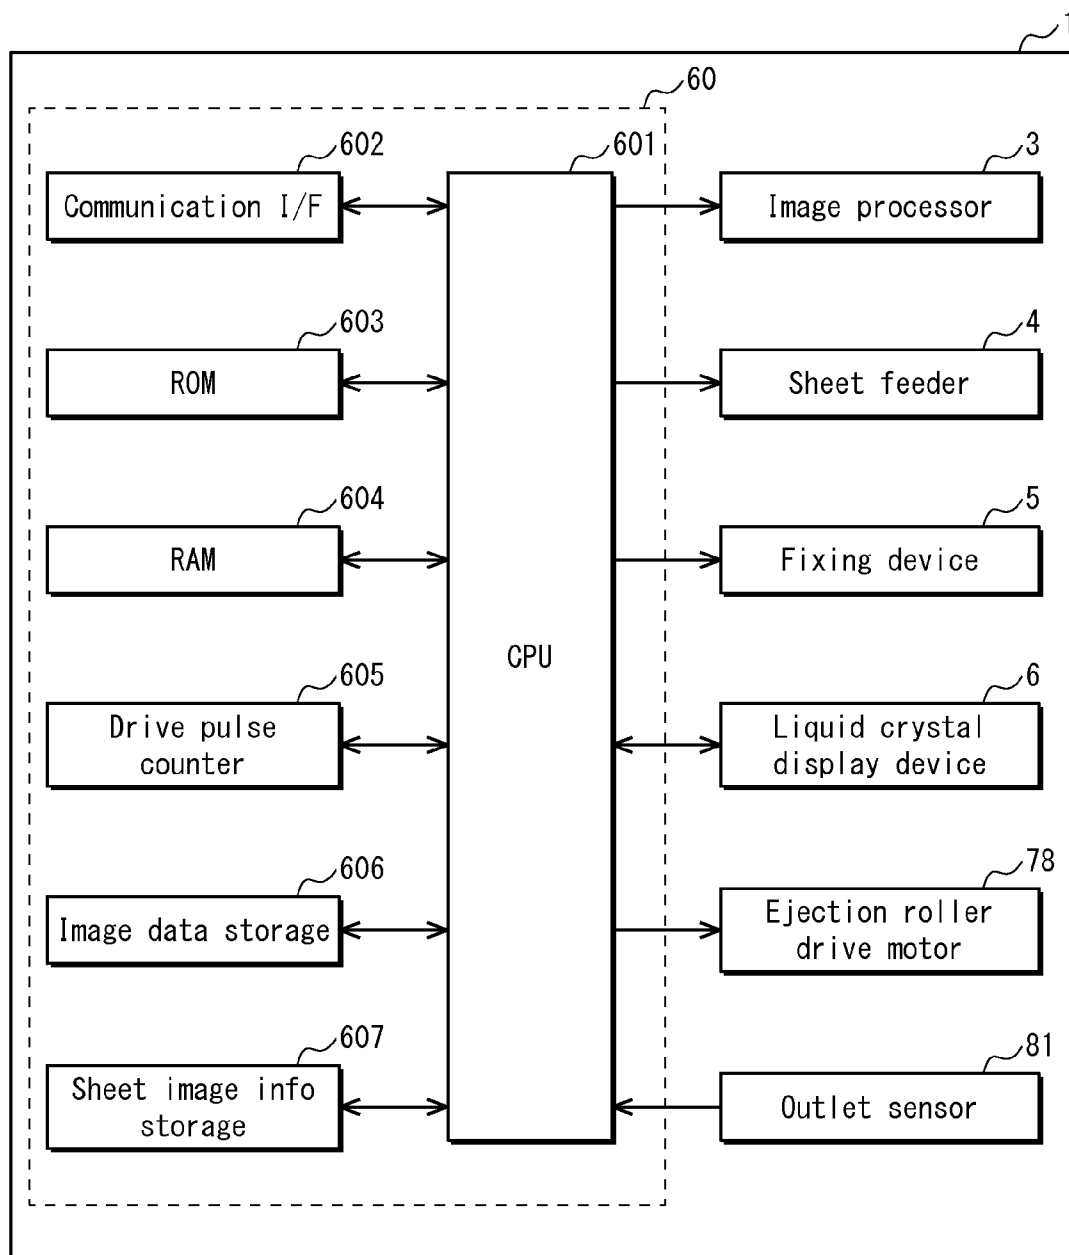 1
60
602
601
3
Communication I/F
Image processor
603
4
ROM
Sheet feeder
604
5
RAM
Fixing device
CPU
605
6
Drive pulse
counter
Liquid crystal
display device
606
78
Image data storage
Ejection roller
drive motor
607
81
Sheet image info
storage
Outlet sensor